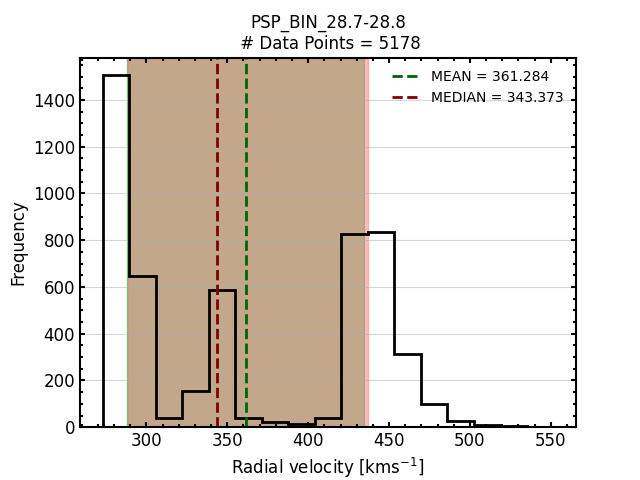 PSP_BIN_28.7-28.8
# Data Points = 5178
MEAN = 361.284
MEDIAN = 343.373
Frequency
1400
1200
1000
800
600
400
200
0
300 350 400 450 500 550
Radial velocity [kms⁻¹]